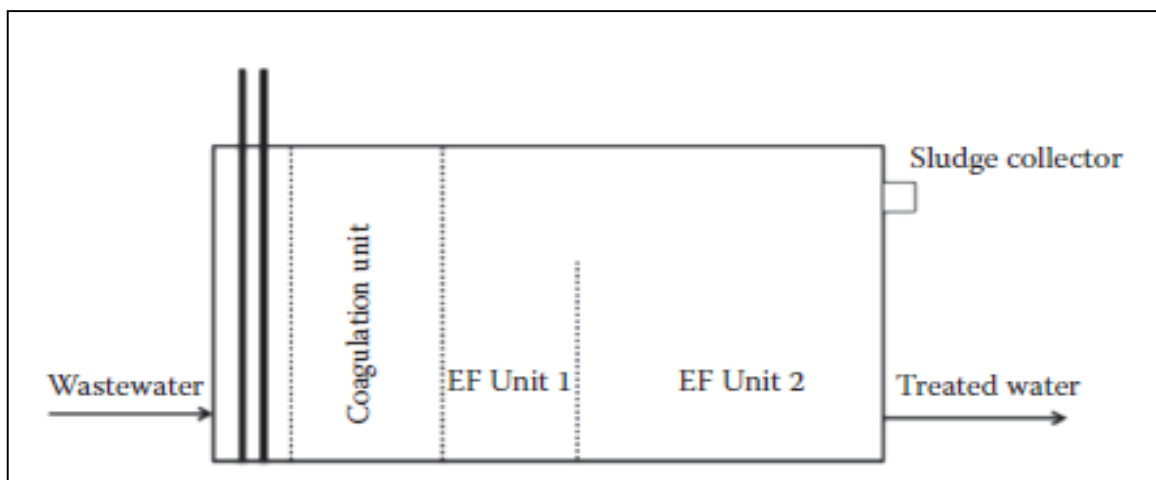 Sludge collector
Coagulation unit
Wastewater
EF Unit 1
EF Unit 2
Treated water